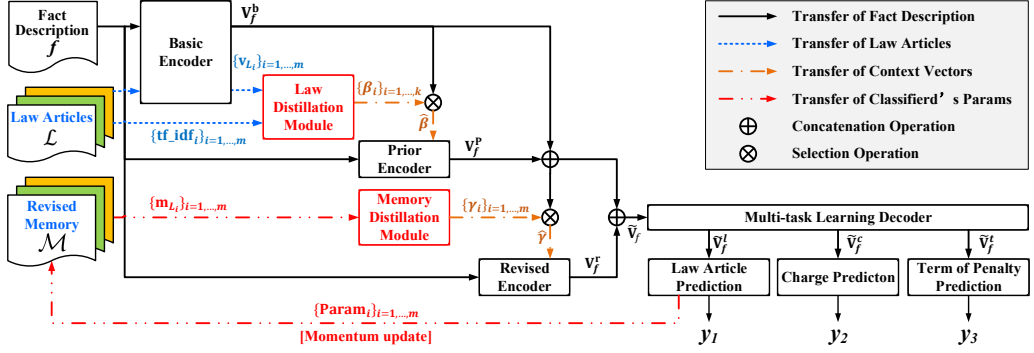 Fact
Description
f
Basic
Encoder
V_f^b
{v_{L_i}}_{i=1,...,m}
Law Articles
ℒ
{tf_idf_i}_{i=1,...,m}
Law
Distillation
Module
{β_i}_{i=1,...,k}
β̂
Prior
Encoder
V_f^P
Revised
Memory
ℳ
{m_{L_i}}_{i=1,...,m}
Memory
Distillation
Module
{γ_i}_{i=1,...,m}
γ̂
Revised
Encoder
V_f^r
Ṽ_f
Multi-task Learning Decoder
Ṽ_f^l
Ṽ_f^c
Ṽ_f^t
Law Article
Prediction
Charge Predicton
Term of Penalty
Prediction
y_1
y_2
y_3
{Param_i}_{i=1,...,m}
[Momentum update]
Transfer of Fact Description
Transfer of Law Articles
Transfer of Context Vectors
Transfer of Classifierd’s Params
Concatenation Operation
Selection Operation